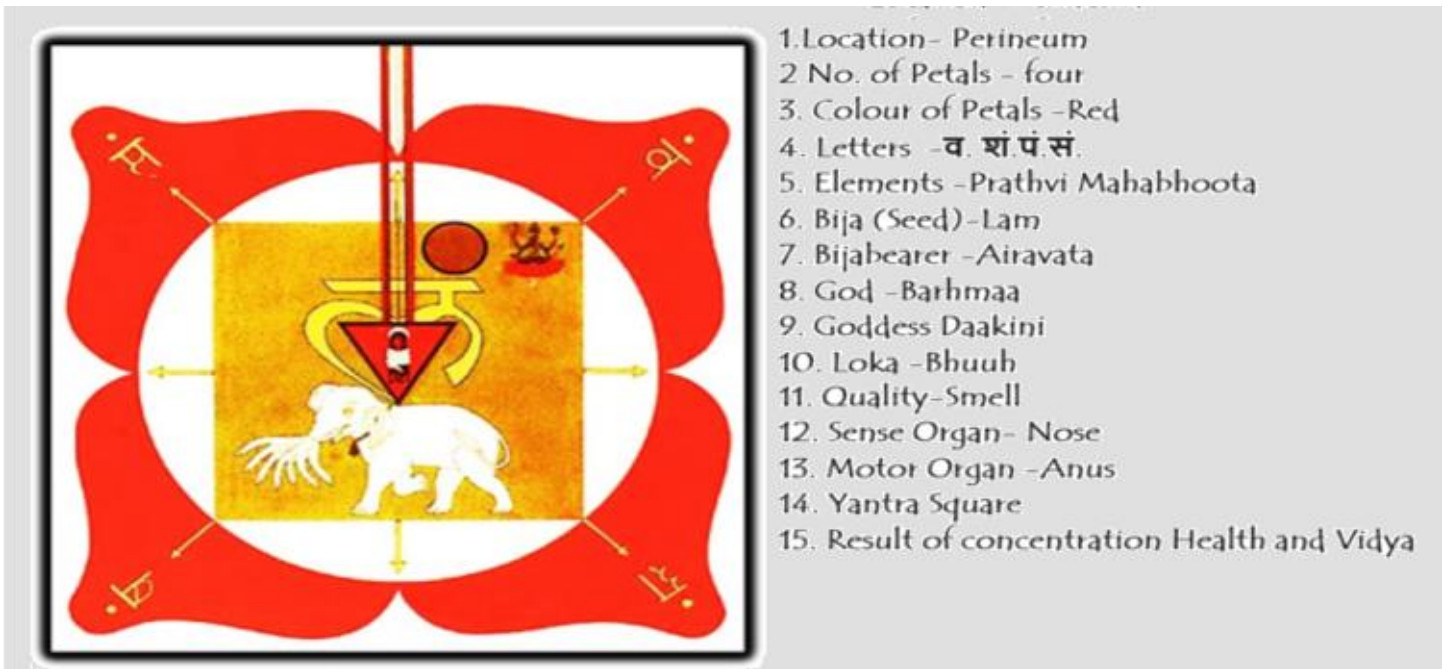 1.Location- Perineum
2 No. of Petals - four
3. Colour of Petals -Red
4. Letters -व. शं.पं.सं.
5. Elements -Prathvi Mahabhoota
6. Bija (Seed)-Lam
7. Bijabearer -Airavata
8. God -Barhmaa
9. Goddess Daakini
10. Loka -Bhuuh
11. Quality-Smell
12. Sense Organ- Nose
13. Motor Organ -Anus
14. Yantra Square
15. Result of concentration Health and Vidya